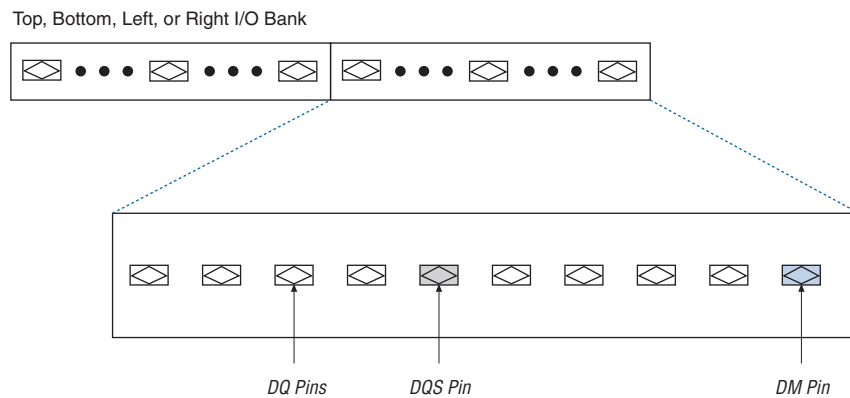 Top, Bottom, Left, or Right I/O Bank
DQ Pins
DQS Pin
DM Pin